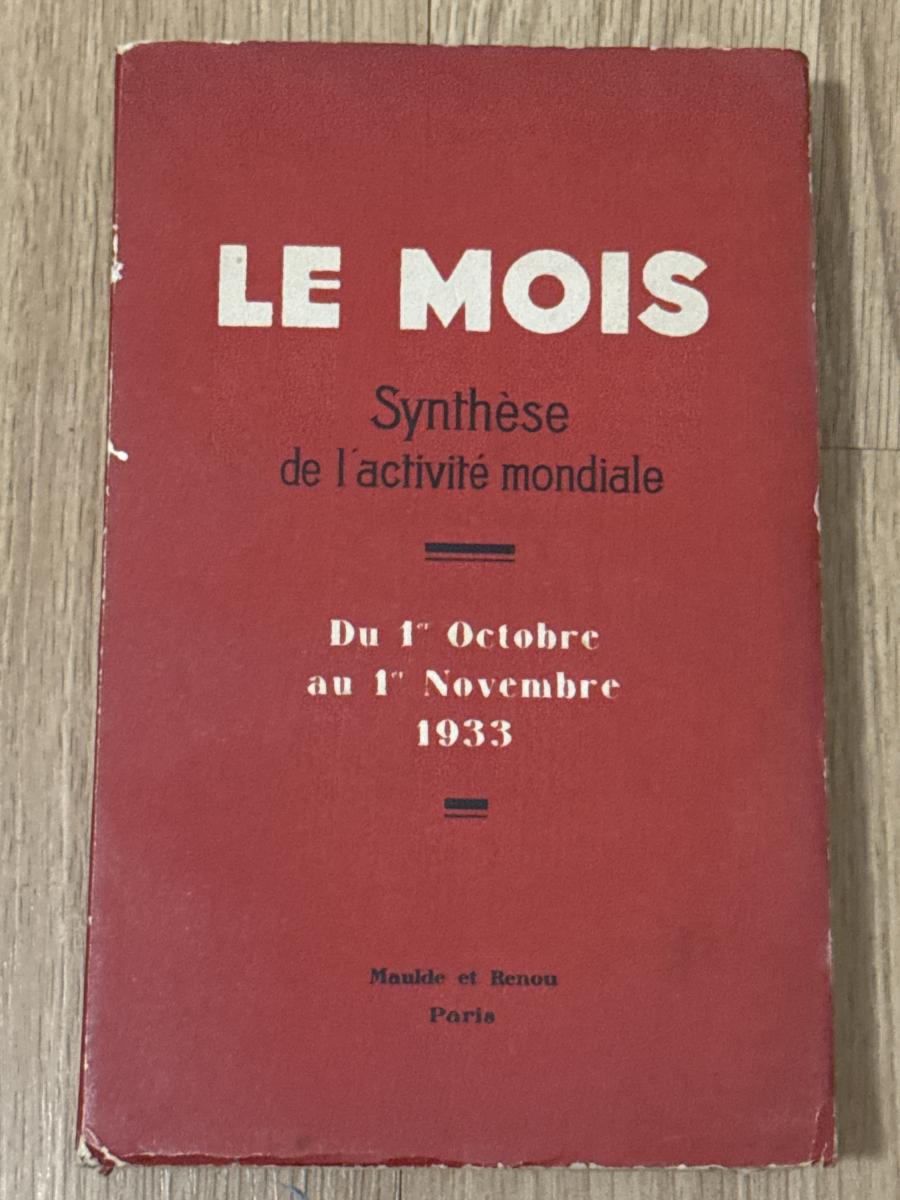 LE MOIS
Synthèse
de l'activité mondiale
Du 1er Octobre
au 1er Novembre
1933
Maulde et Renou
Paris